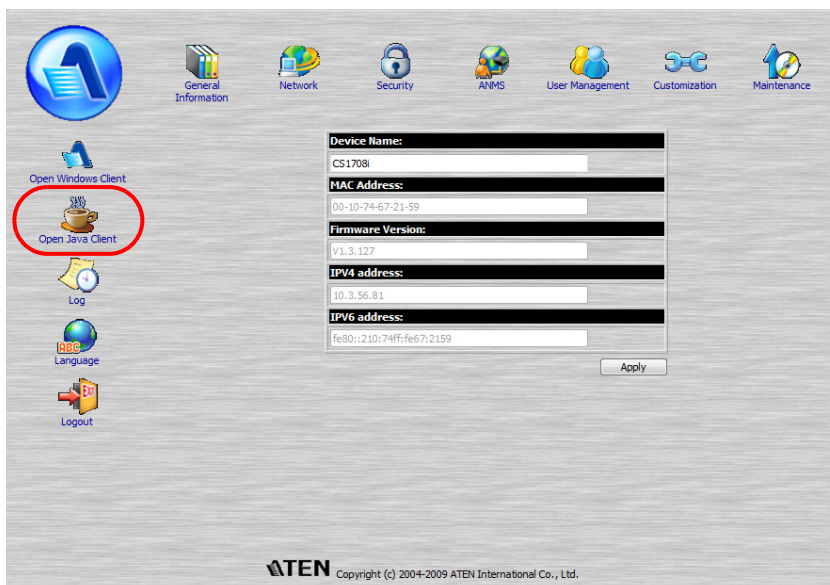 General Information
Network
Security
ANMS
User Management
Customization
Maintenance
Open Windows Client
Open Java Client
Log
ABC
Language
EXIT
Logout
Device Name:
CS1708i
MAC Address:
00-10-74-67-21-59
Firmware Version:
V1.3.127
IPV4 address:
10.3.56.81
IPV6 address:
fe80::210:74ff:fe67:2159
Apply
ATEN Copyright (c) 2004-2009 ATEN International Co., Ltd.